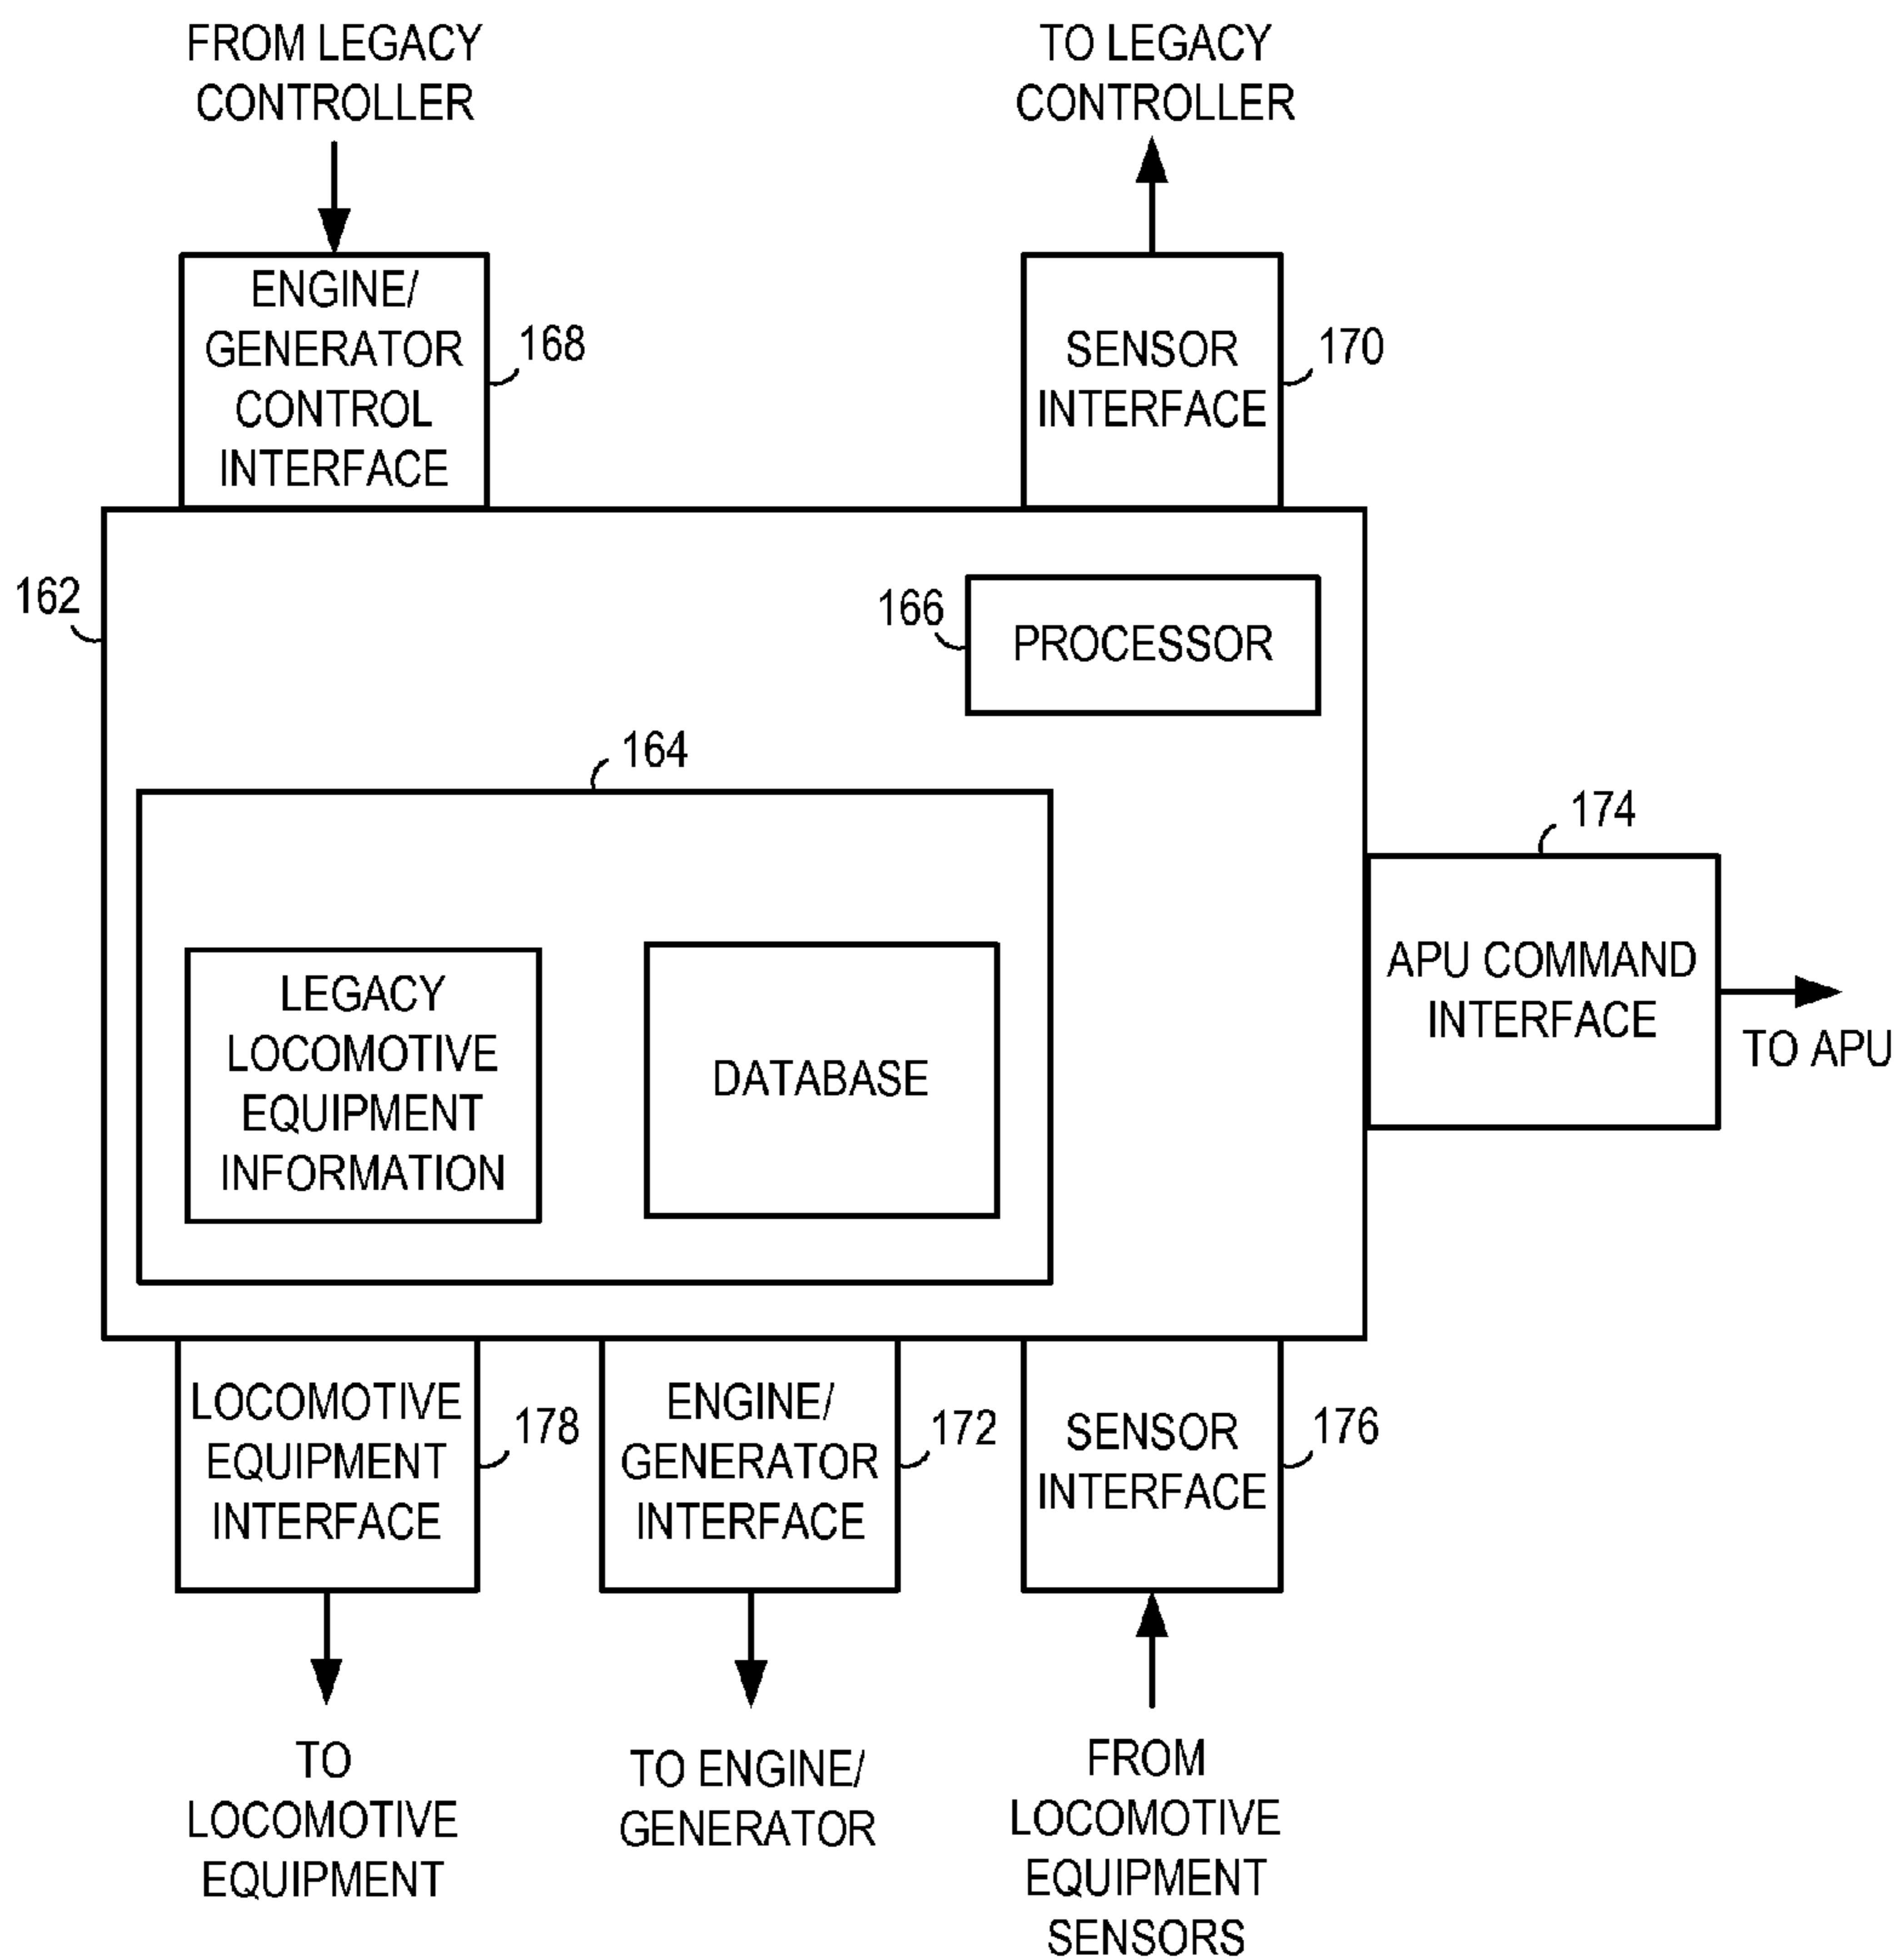 FROM LEGACY
CONTROLLER
TO LEGACY
CONTROLLER
ENGINE/
GENERATOR
CONTROL
INTERFACE
168
SENSOR
INTERFACE
170
162
166
PROCESSOR
164
174
APU COMMAND
INTERFACE
TO APU
LEGACY
LOCOMOTIVE
EQUIPMENT
INFORMATION
DATABASE
LOCOMOTIVE
EQUIPMENT
INTERFACE
178
ENGINE/
GENERATOR
INTERFACE
172
SENSOR
INTERFACE
176
TO
LOCOMOTIVE
EQUIPMENT
TO ENGINE/
GENERATOR
FROM
LOCOMOTIVE
EQUIPMENT
SENSORS